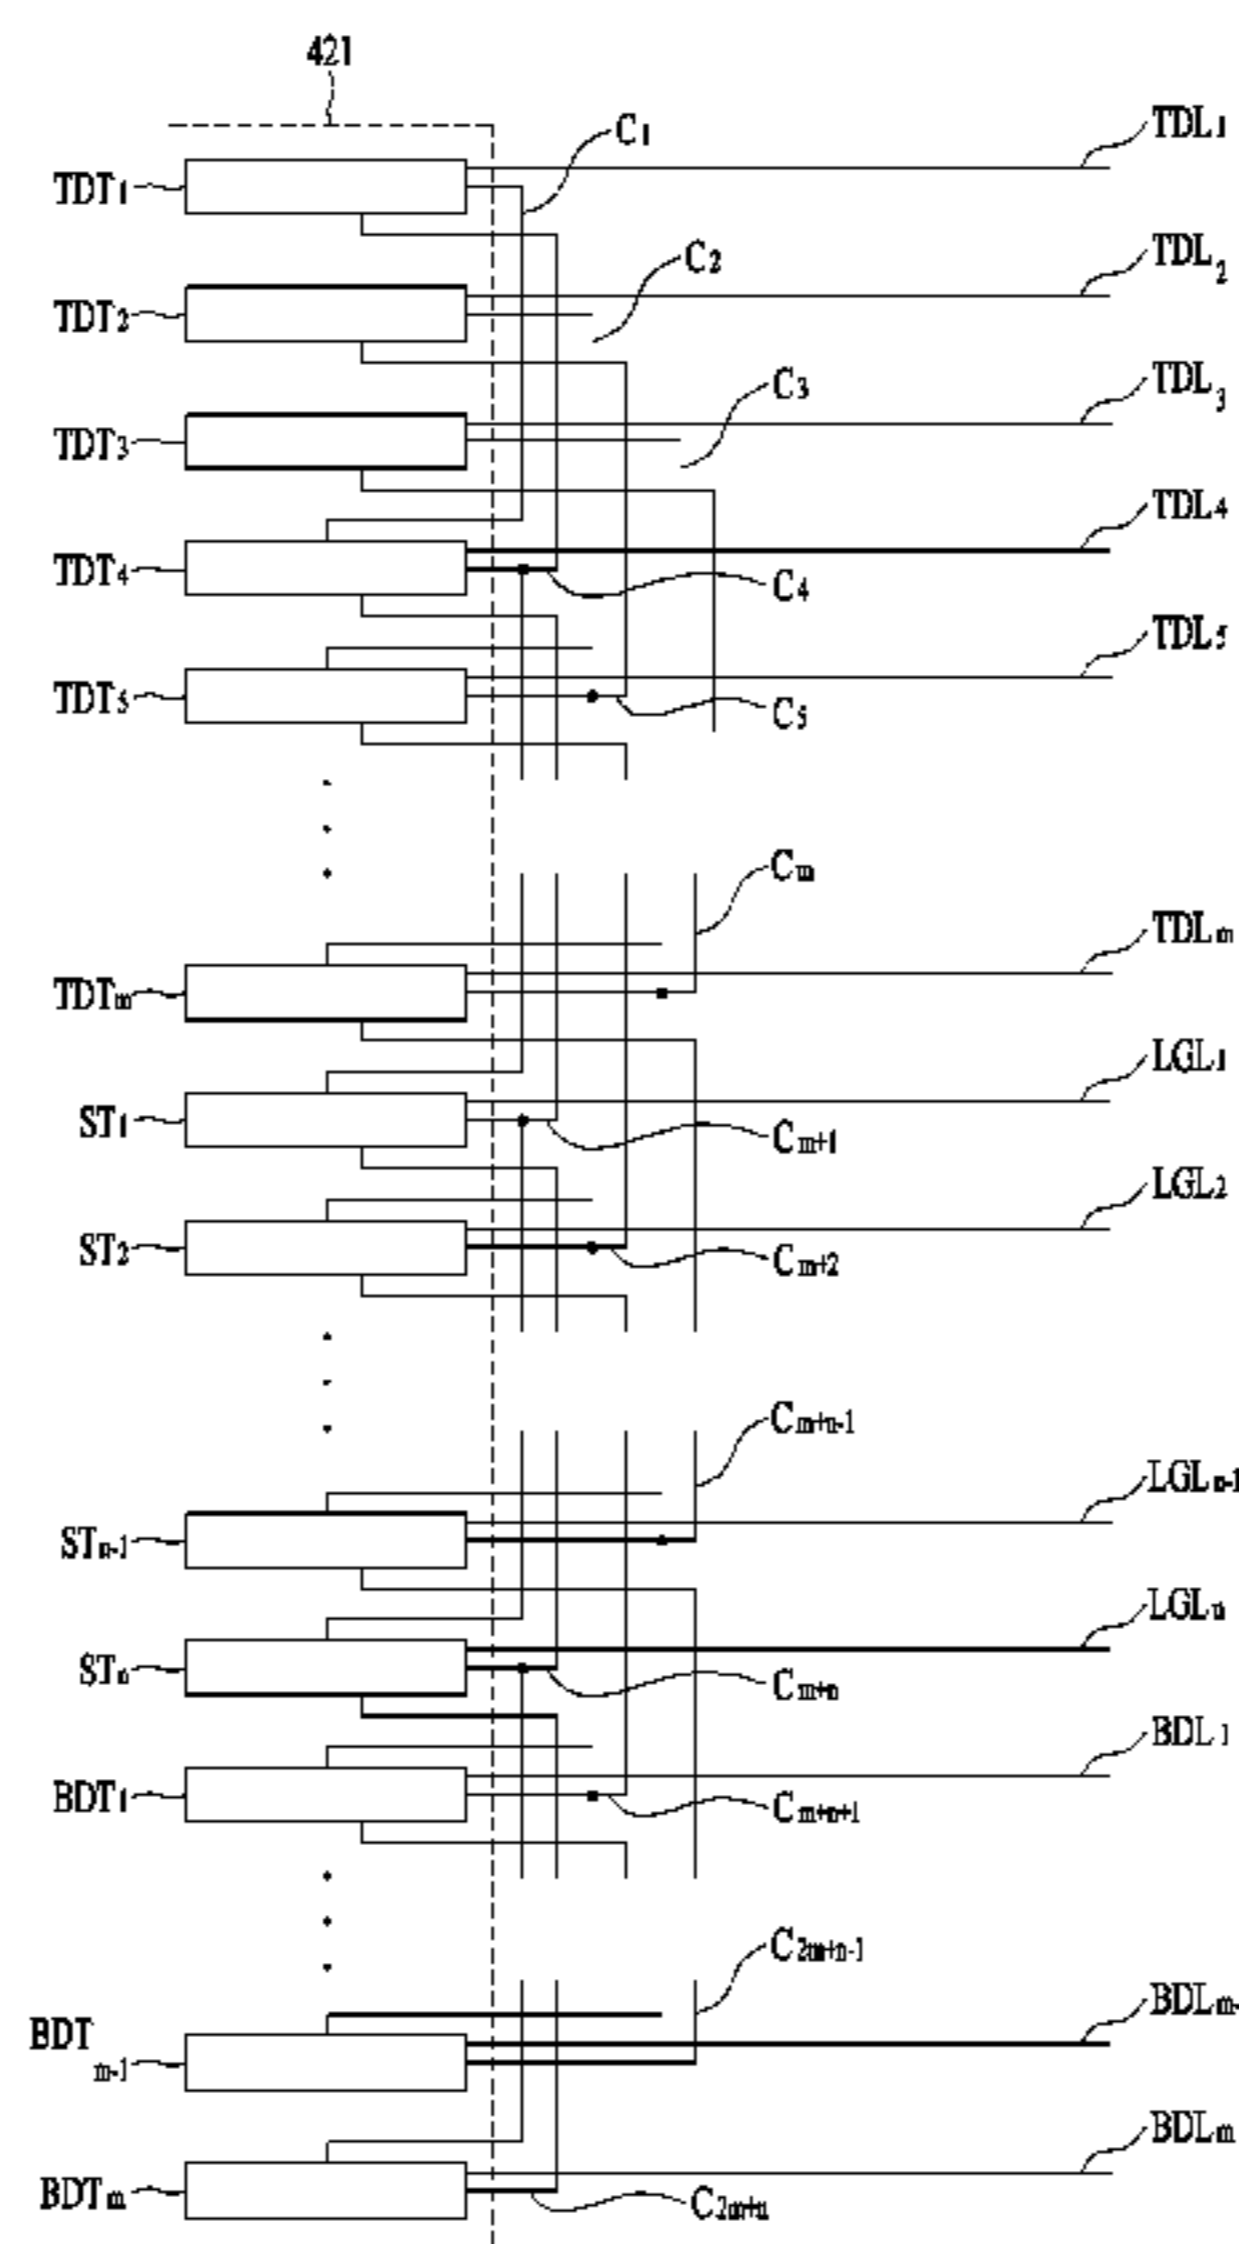 421
C1
TDL1
TDT1
C2
TDL2
TDT2
C3
TDL3
TDT3
TDL4
TDT4
C4
TDL5
TDT5
C5
Cm
TDLm
TDTm
LGL1
ST1
Cm+1
LGL2
ST2
Cm+2
Cm+n-1
LGLn-1
STn-1
LGLn
STn
Cm+n
BDL1
BDT1
Cm+n+1
C2m+n-1
BDLm-
BDT
m-1
BDLm
BDTm
C2m+n